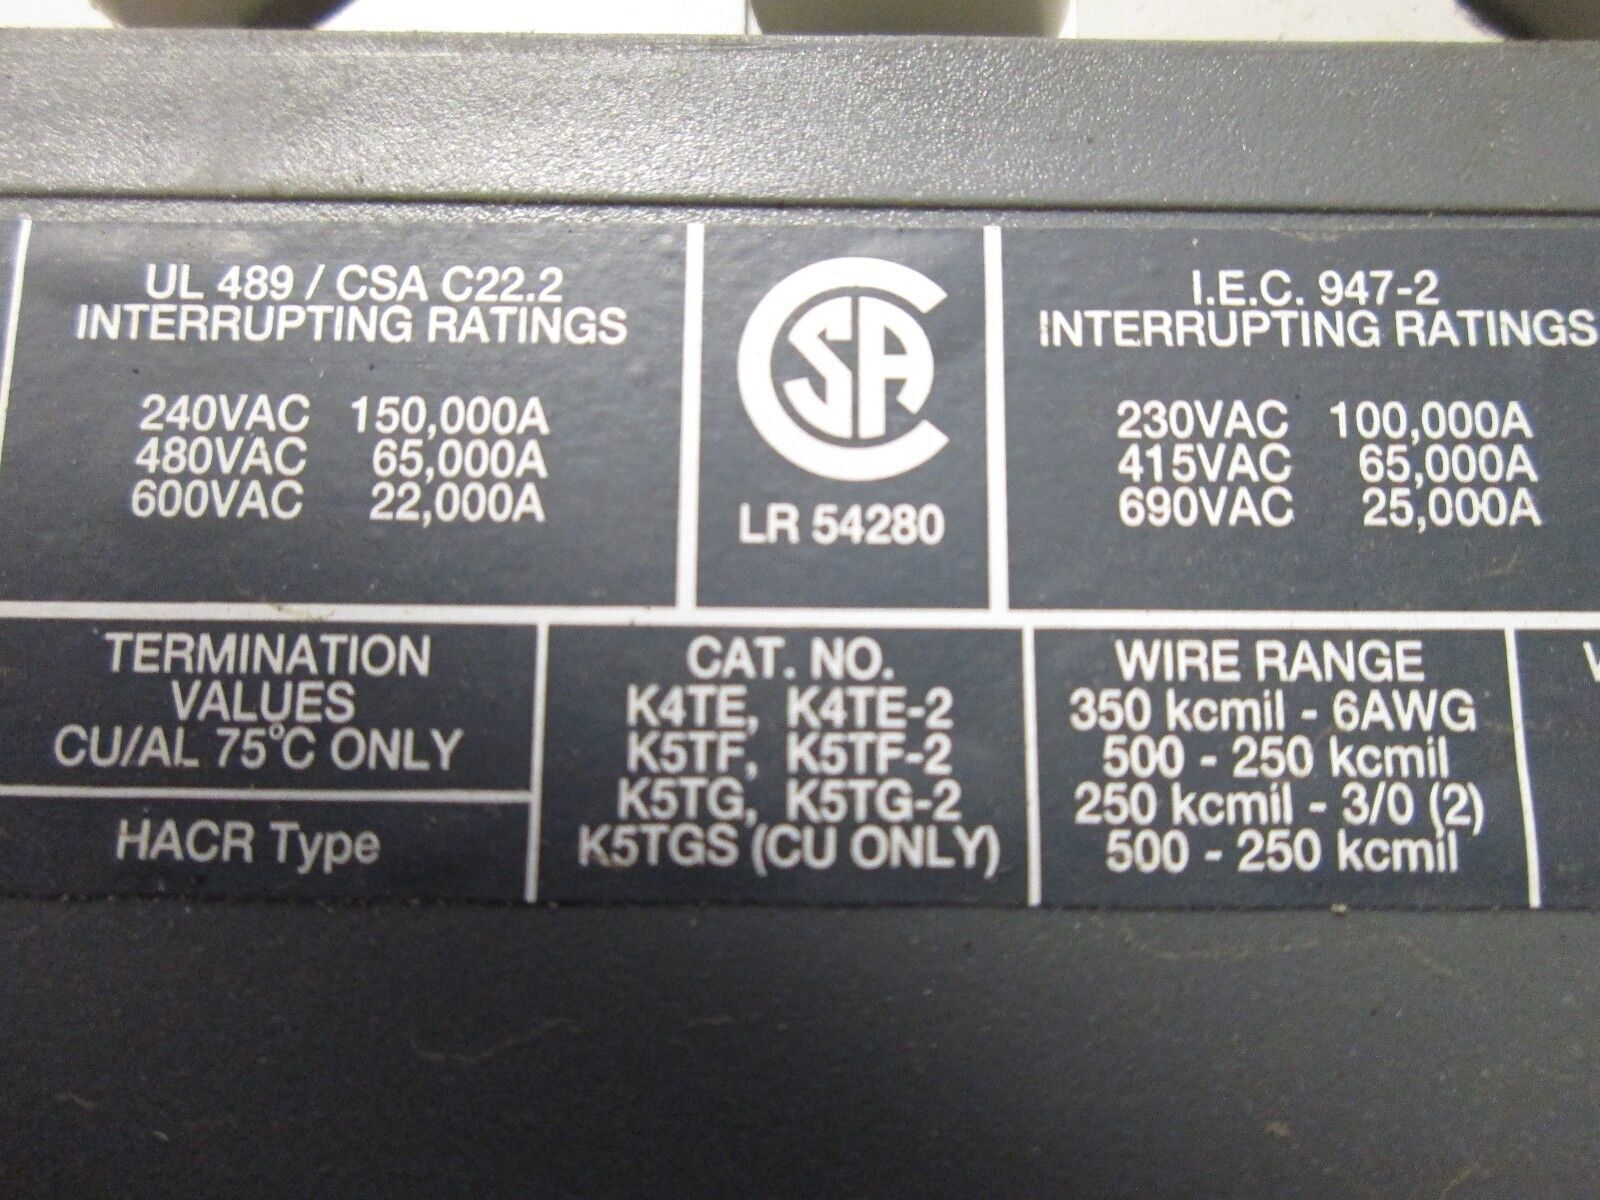 UL 489 / CSA C22.2
INTERRUPTING RATINGS
240VAC 150,000A
480VAC 65,000A
600VAC 22,000A
CSA
LR 54280
I.E.C. 947-2
INTERRUPTING RATINGS
230VAC 100,000A
415VAC 65,000A
690VAC 25,000A
TERMINATION
VALUES
CU/AL 75°C ONLY
HACR Type
CAT. NO.
K4TE, K4TE-2
K5TF, K5TF-2
K5TG, K5TG-2
K5TGS (CU ONLY)
WIRE RANGE
350 kcmil - 6AWG
500 - 250 kcmil
250 kcmil - 3/0 (2)
500 - 250 kcmil